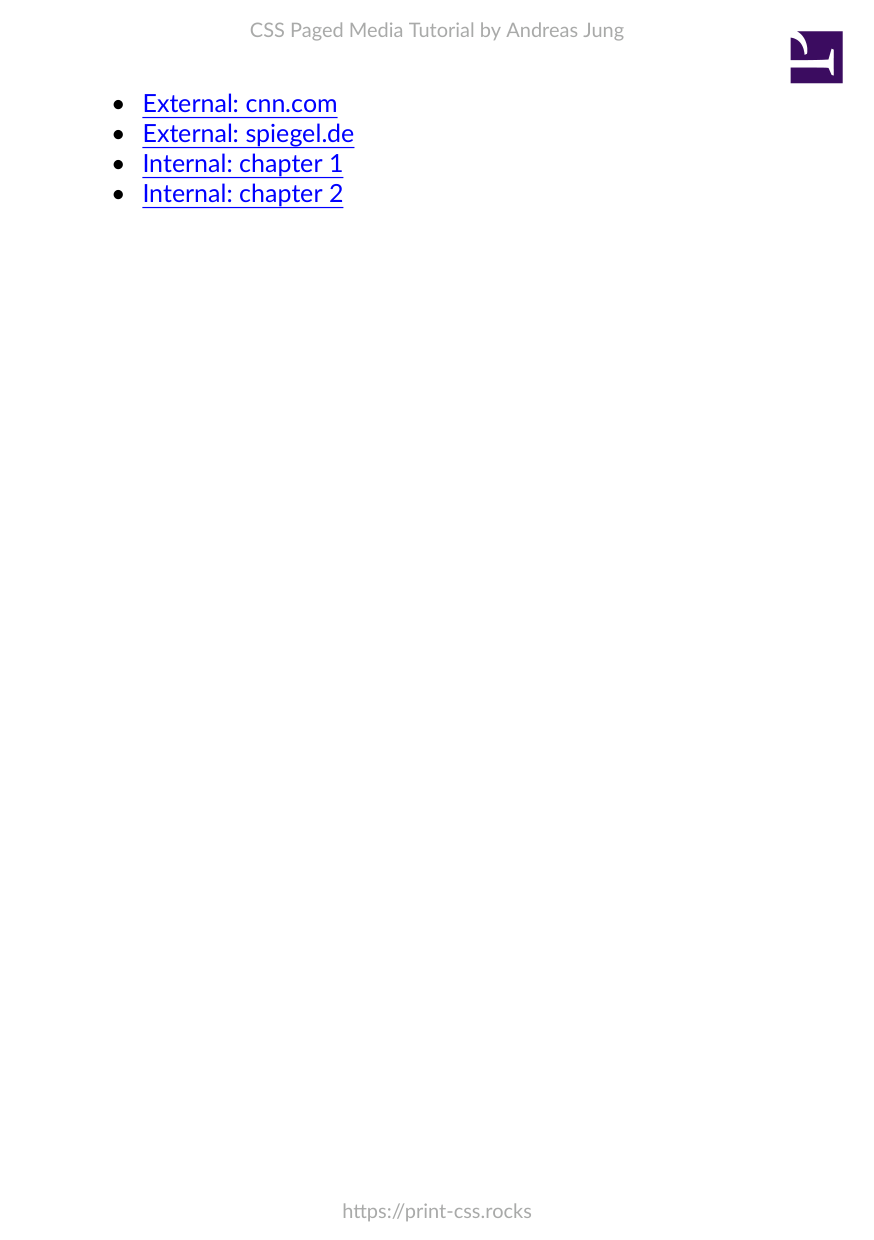 CSS Paged Media Tutorial by Andreas Jung
• External: cnn.com
• External: spiegel.de
• Internal: chapter 1
• Internal: chapter 2
https://print-css.rocks